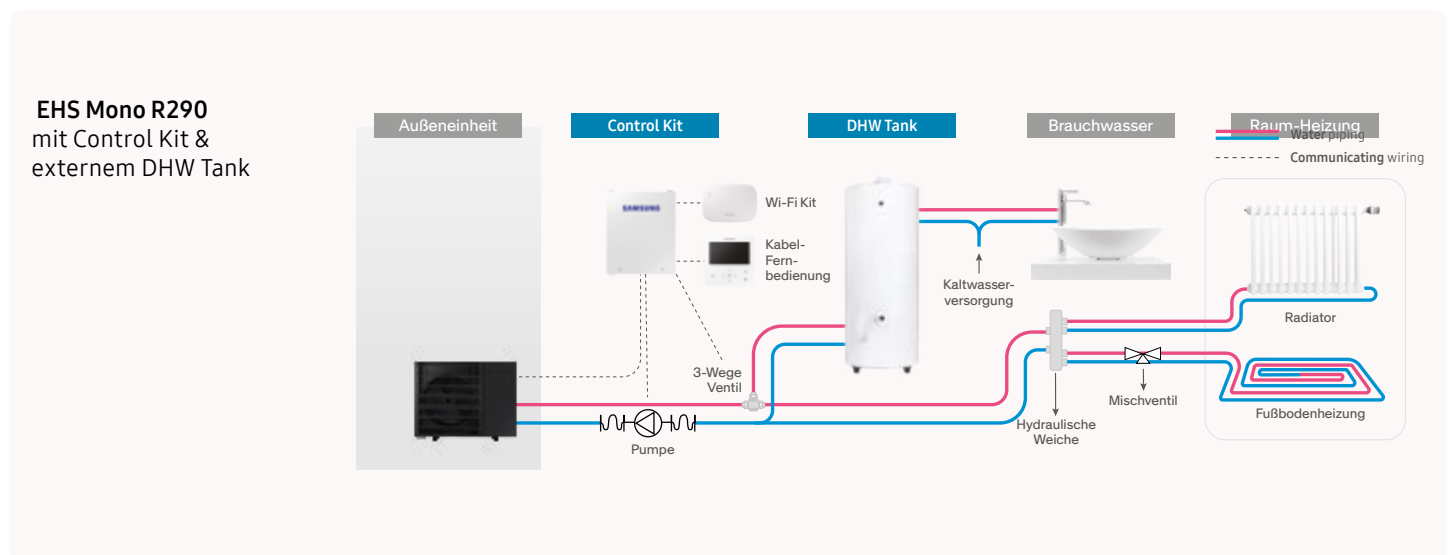 EHS Mono R290
mit Control Kit &
externem DHW Tank
Außeneinheit
Control Kit
DHW Tank
Brauchwasser
Raum-Heizung
Water piping
Communicating wiring
SAMSUNG
Wi-Fi Kit
Kabel-
Fern-
bedienung
Kaltwasser-
versorgung
Radiator
3-Wege
Ventil
Mischventil
Fußbodenheizung
Hydraulische
Weiche
Pumpe